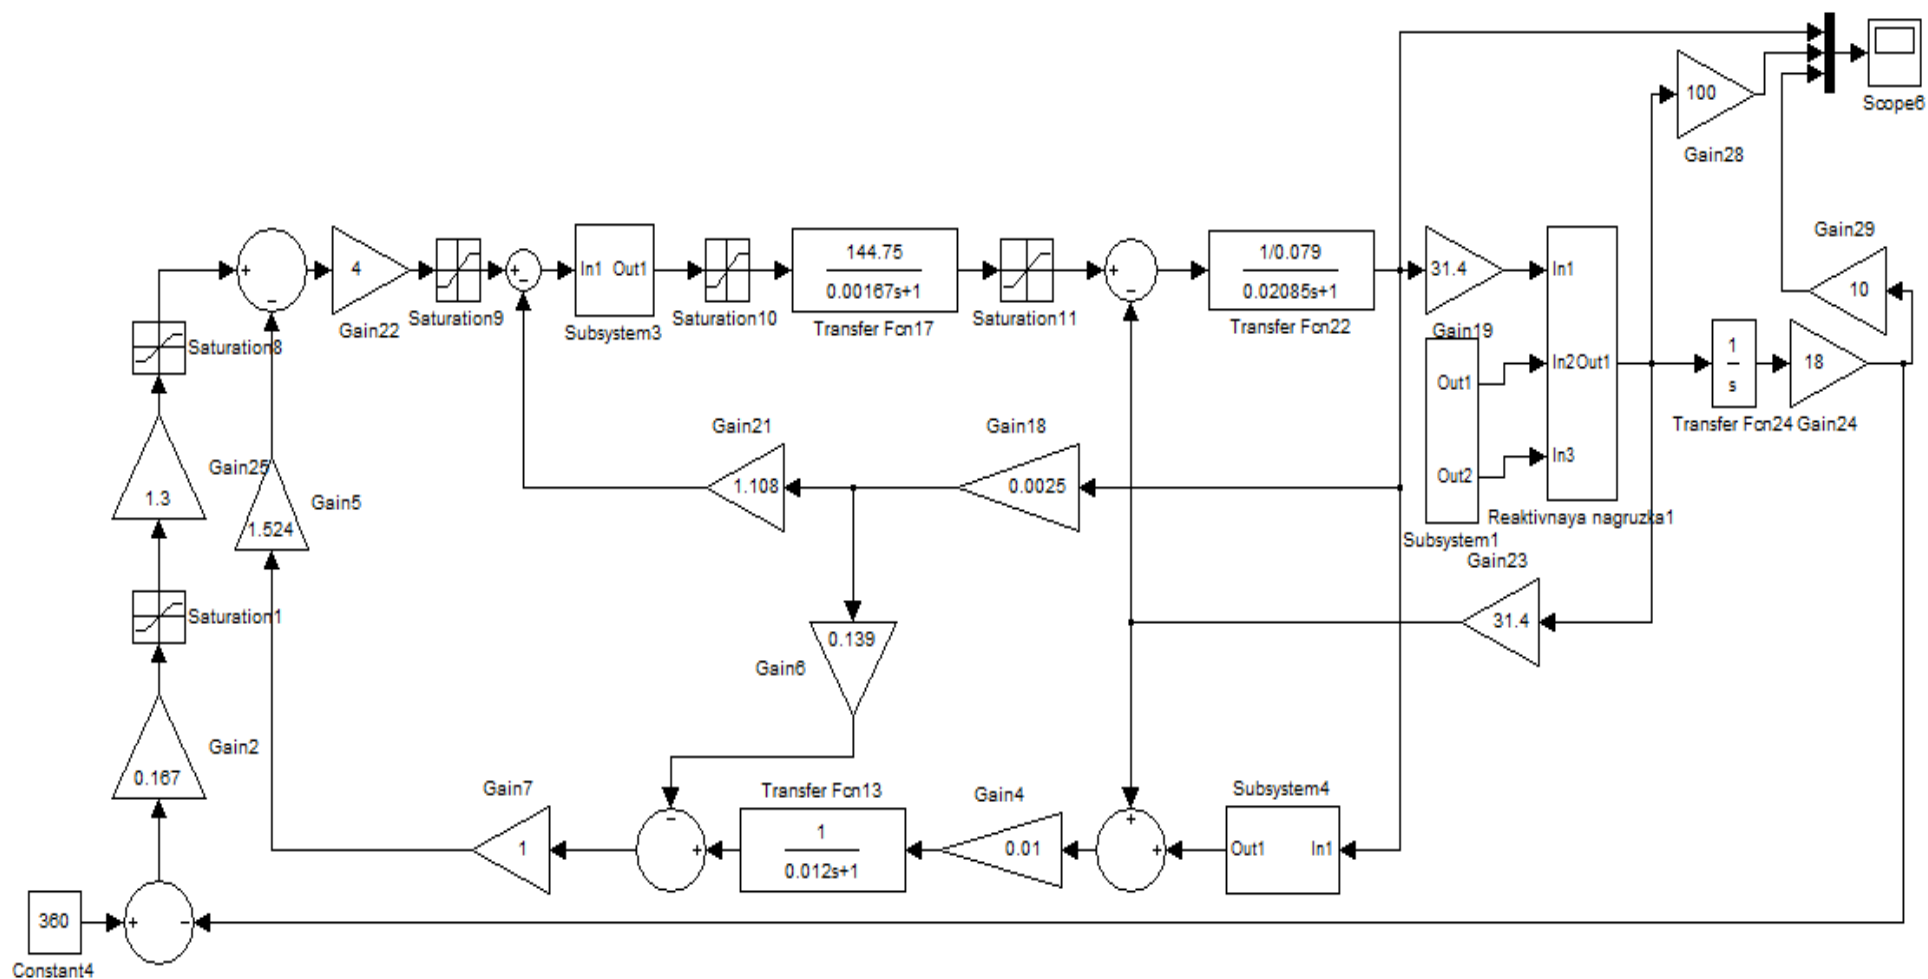 100
Scope6
Gain28
Gain29
10
+
-
4
Gain22
Saturation9
+
-
In1 Out1
Subsystem3
Saturation10
144.75
0.00167s+1
Transfer Fcn17
Saturation11
+
-
1/0.079
0.02085s+1
Transfer Fcn22
31.4
Gain19
In1
In2 Out1
In3
Reaktivnaya nagruzka1
Out1
Out2
Subsystem1
1
s
Transfer Fcn24
18
Gain24
Saturation8
Gain25
1.3
Gain5
1.524
Gain21
1.108
Gain18
0.0025
Gain23
31.4
Saturation1
0.139
Gain6
Gain2
0.167
Gain7
1
-
+
Transfer Fcn13
1
0.012s+1
Gain4
0.01
+
+
Subsystem4
Out1 In1
360
Constant4
+
-